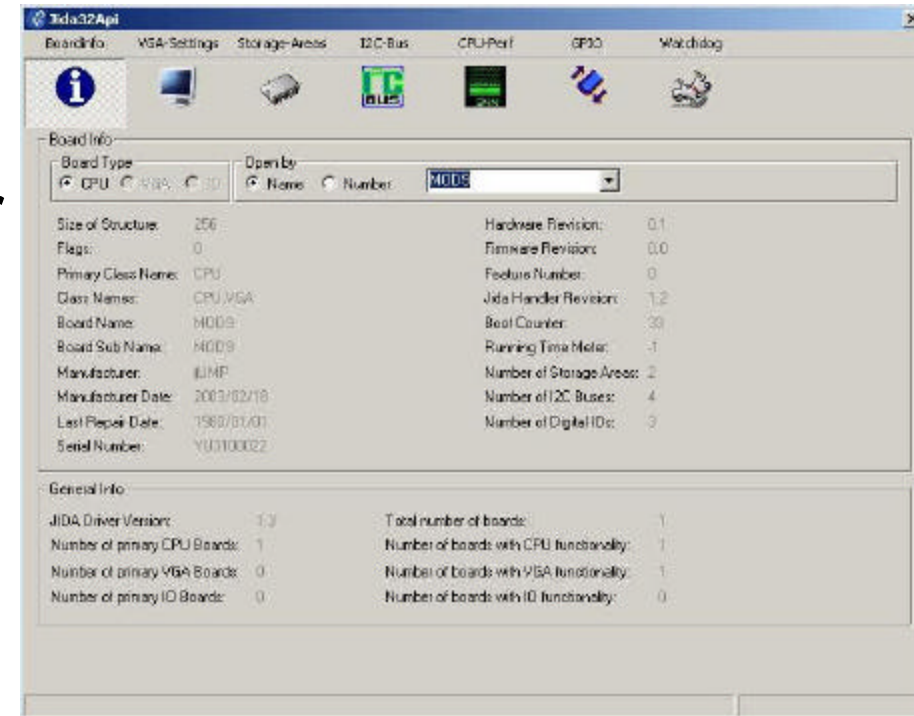 Jida32Api
Boardinfo VGA-Settings Storage-Areas I2C-Bus CPU-Perf GPIO Watchdog
Board Info
Board Type
CPU VGA IO
Open by
Name Number
MOD9
Size of Structure: 256
Flags: 0
Primary Class Name: CPU
Class Names: CPU,VGA
Board Name: MOD9
Board Sub Name: MOD9
Manufacturer: JUMP
Manufacturer Date: 2003/02/18
Last Repair Date: 1980/01/01
Serial Number:
Hardware Revision: 0.1
Firmware Revision: 0.0
Feature Number: 0
Jida Handler Revision: 1.2
Boot Counter:
Running Time Meter: -1
Number of Storage Areas: 2
Number of I2C Buses: 4
Number of Digital IOs: 3
General Info
JIDA Driver Version:
Number of primary CPU Boards: 1
Number of primary VGA Boards: 0
Number of primary IO Boards: 0
Total number of boards: 1
Number of boards with CPU functionality: 1
Number of boards with VGA functionality: 1
Number of boards with IO functionality: 0